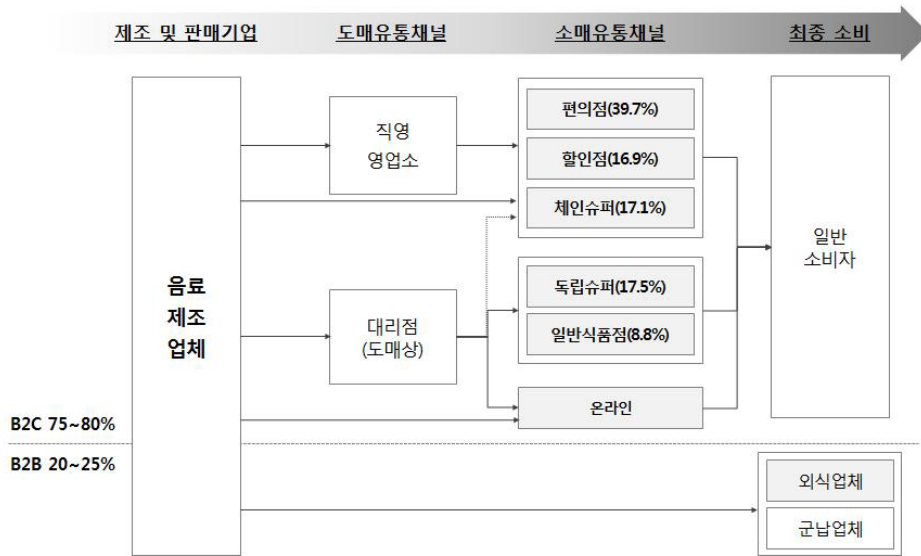 제조 및 판매기업
도매유통채널
소매유통채널
최종 소비
음료
제조
업체
직영
영업소
대리점
(도매상)
편의점(39.7%)
할인점(16.9%)
체인슈퍼(17.1%)
독립슈퍼(17.5%)
일반식품점(8.8%)
온라인
일반
소비자
B2C 75~80%
B2B 20~25%
외식업체
군납업체